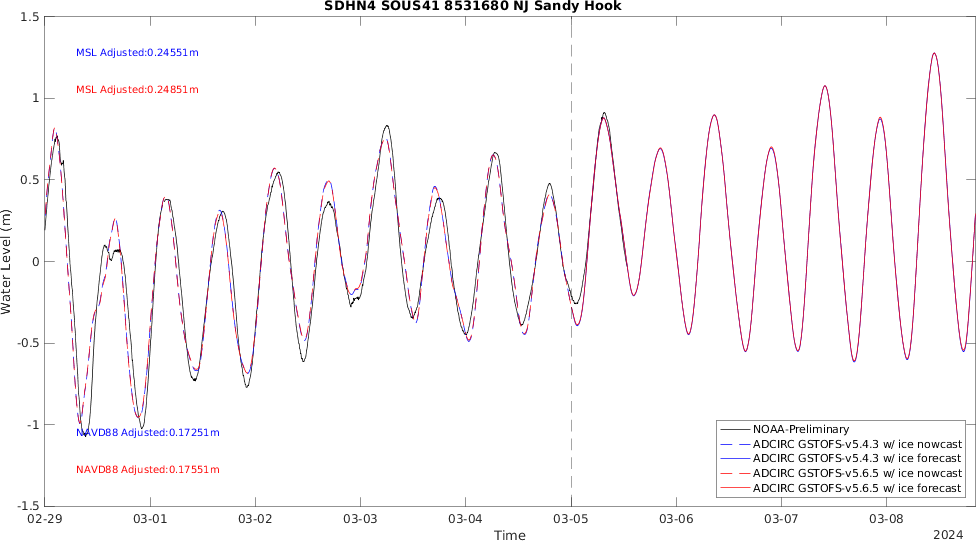 SDHN4 SOUS41 8531680 NJ Sandy Hook
1.5
MSL Adjusted:0.24551m
MSL Adjusted:0.24851m
1
0.5
0
-0.5
-1
-1.5
Water Level (m)
NAVD88 Adjusted:0.17251m
NAVD88 Adjusted:0.17551m
NOAA-Preliminary
ADCIRC GSTOFS-v5.4.3 w/ ice nowcast
ADCIRC GSTOFS-v5.4.3 w/ ice forecast
ADCIRC GSTOFS-v5.6.5 w/ ice nowcast
ADCIRC GSTOFS-v5.6.5 w/ ice forecast
02-29 03-01 03-02 03-03 03-04 03-05 03-06 03-07 03-08
Time
2024